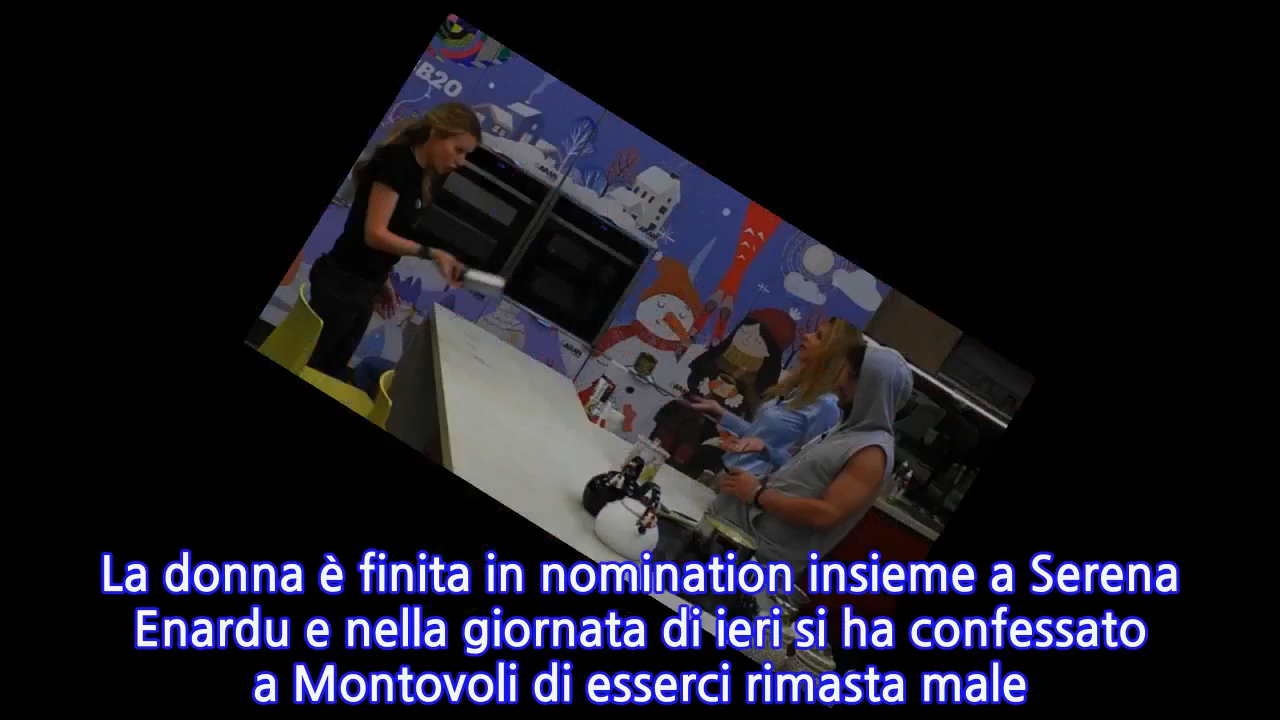 B20
La donna è finita in nomination insieme a Serena
Enardu e nella giornata di ieri si ha confessato
a Montovoli di esserci rimasta male